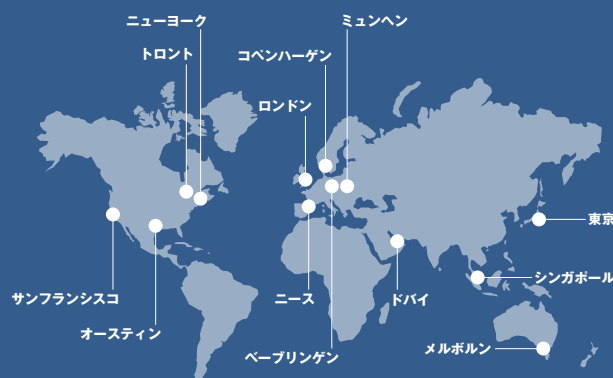 ニューヨーク
ミュンヘン
トロント
コペンハーゲン
ロンドン
東京
シンガポール
サンフランシスコ
ニース
ドバイ
オースティン
メルボルン
ベーブリンゲン